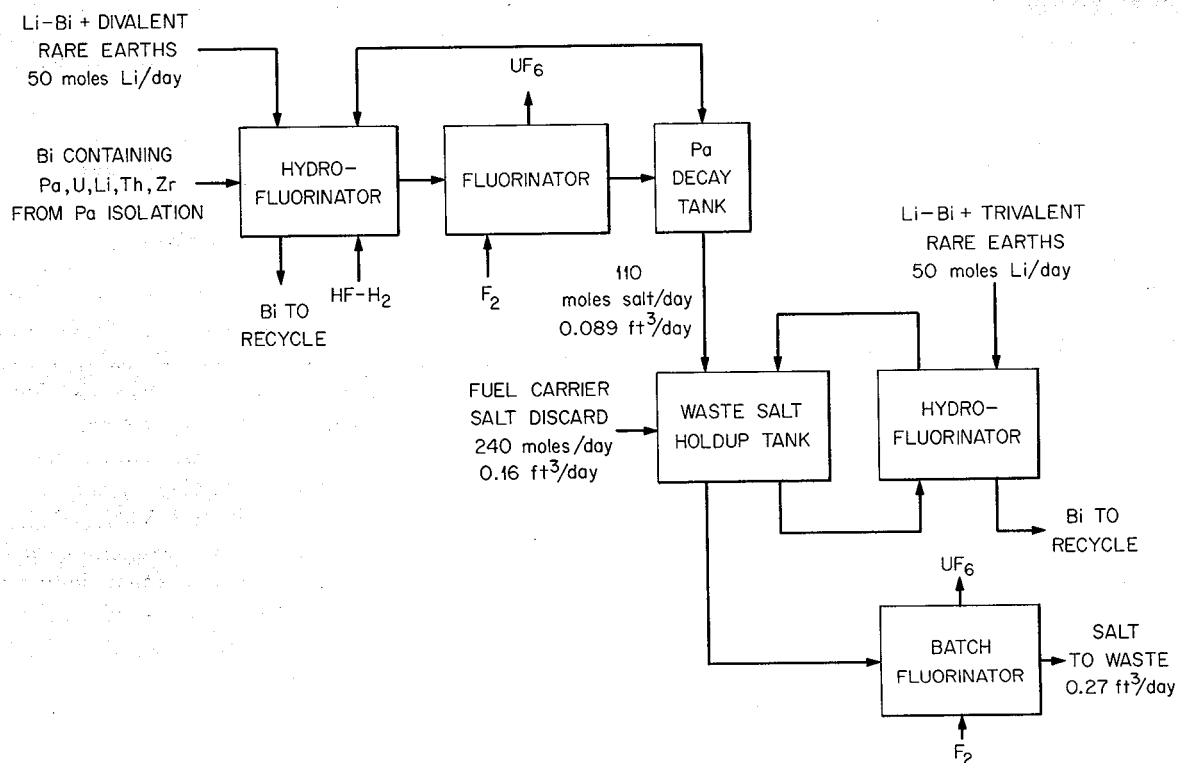 Li-Bi + DIVALENT
RARE EARTHS
50 moles Li/day
Bi CONTAINING
Pa, U, Li, Th, Zr
FROM Pa ISOLATION
HYDRO-
FLUORINATOR
Bi TO
RECYCLE
HF-H₂
UF₆
FLUORINATOR
F₂
Pa
DECAY
TANK
110
moles salt/day
0.089 ft³/day
Li-Bi + TRIVALENT
RARE EARTHS
50 moles Li/day
FUEL CARRIER
SALT DISCARD
240 moles/day
0.16 ft³/day
WASTE SALT
HOLDUP TANK
HYDRO-
FLUORINATOR
Bi TO
RECYCLE
UF₆
BATCH
FLUORINATOR
SALT
TO WASTE
0.27 ft³/day
F₂